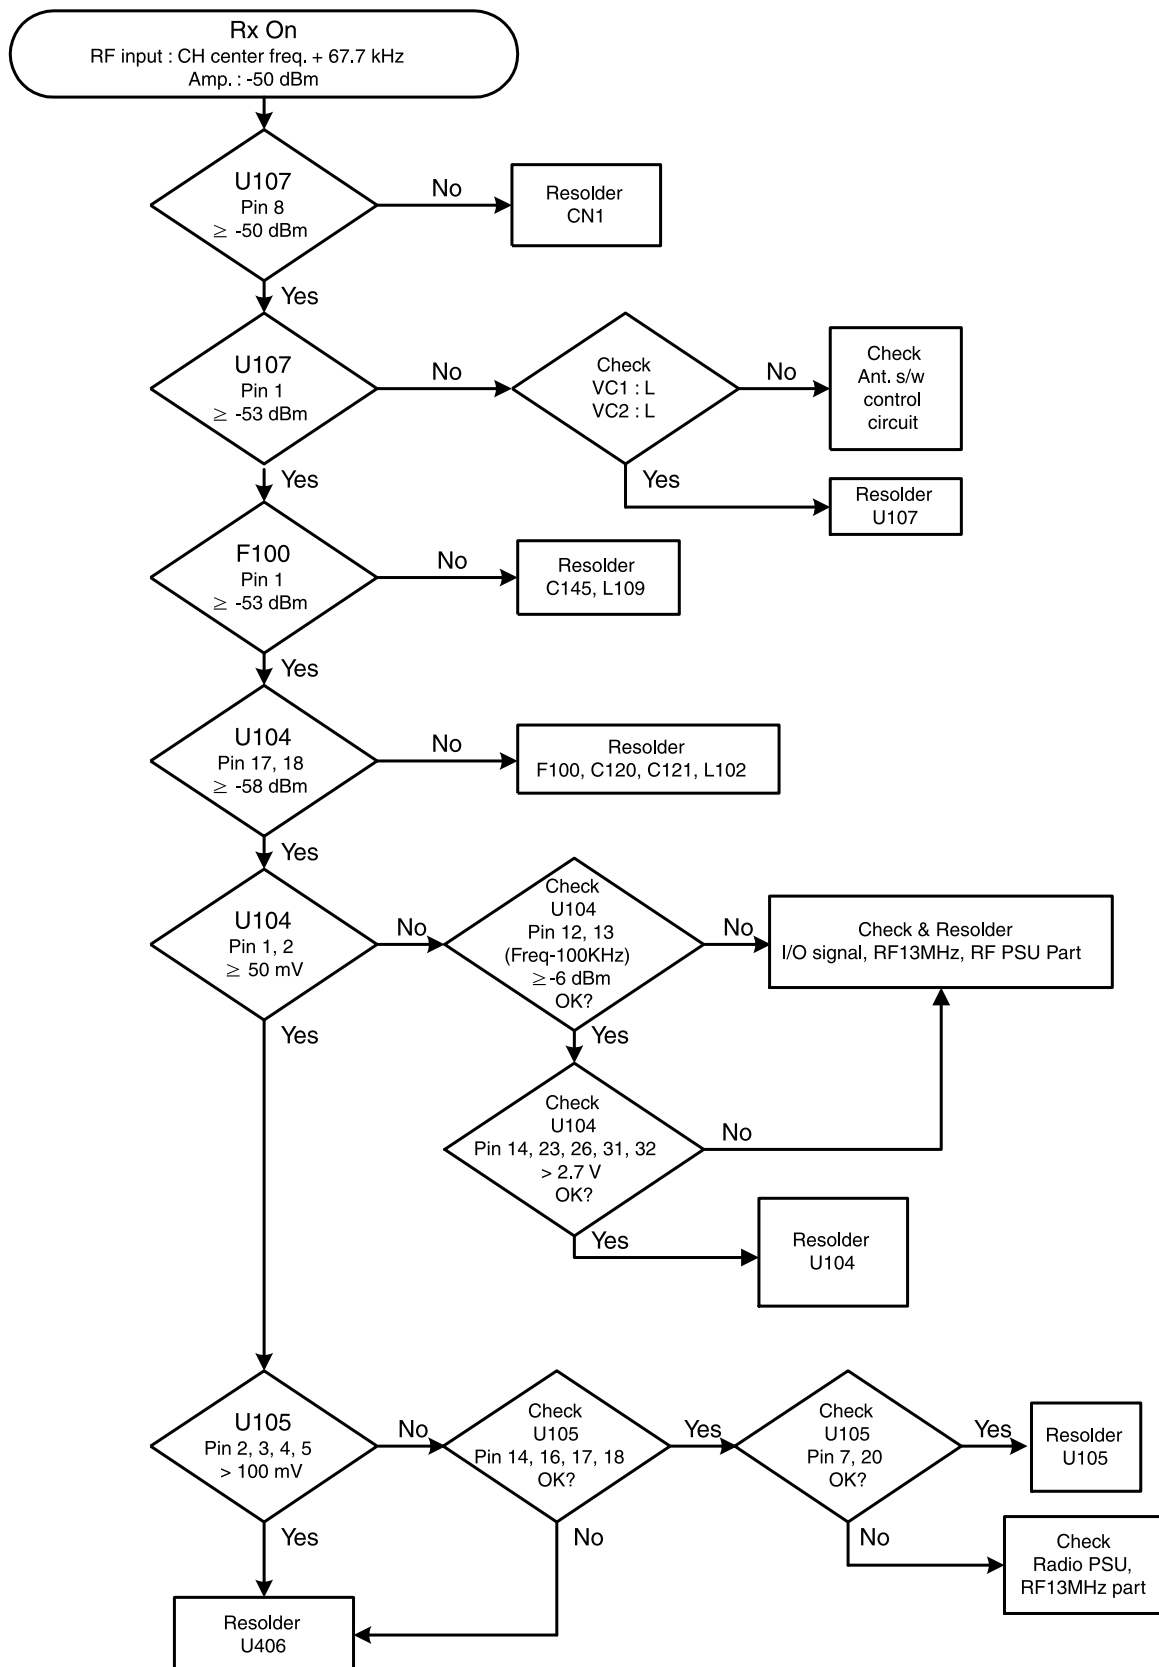 Rx On
RF input : CH center freq. + 67.7 kHz
Amp. : -50 dBm
U107
Pin 8
≥ -50 dBm
No
Resolder
CN1
Yes
U107
Pin 1
≥ -53 dBm
No
Check
VC1 : L
VC2 : L
No
Check
Ant. s/w
control
circuit
Yes
Resolder
U107
Yes
F100
Pin 1
≥ -53 dBm
No
Resolder
C145, L109
Yes
U104
Pin 17, 18
≥ -58 dBm
No
Resolder
F100, C120, C121, L102
Yes
U104
Pin 1, 2
≥ 50 mV
No
Check
U104
Pin 12, 13
(Freq-100KHz)
≥ -6 dBm
OK?
No
Check & Resolder
I/O signal, RF13MHz, RF PSU Part
Yes
Yes
Check
U104
Pin 14, 23, 26, 31, 32
> 2.7 V
OK?
No
Yes
Resolder
U104
U105
Pin 2, 3, 4, 5
> 100 mV
No
Check
U105
Pin 14, 16, 17, 18
OK?
Yes
Check
U105
Pin 7, 20
OK?
Yes
Resolder
U105
Yes
No
No
Check
Radio PSU,
RF13MHz part
Resolder
U406